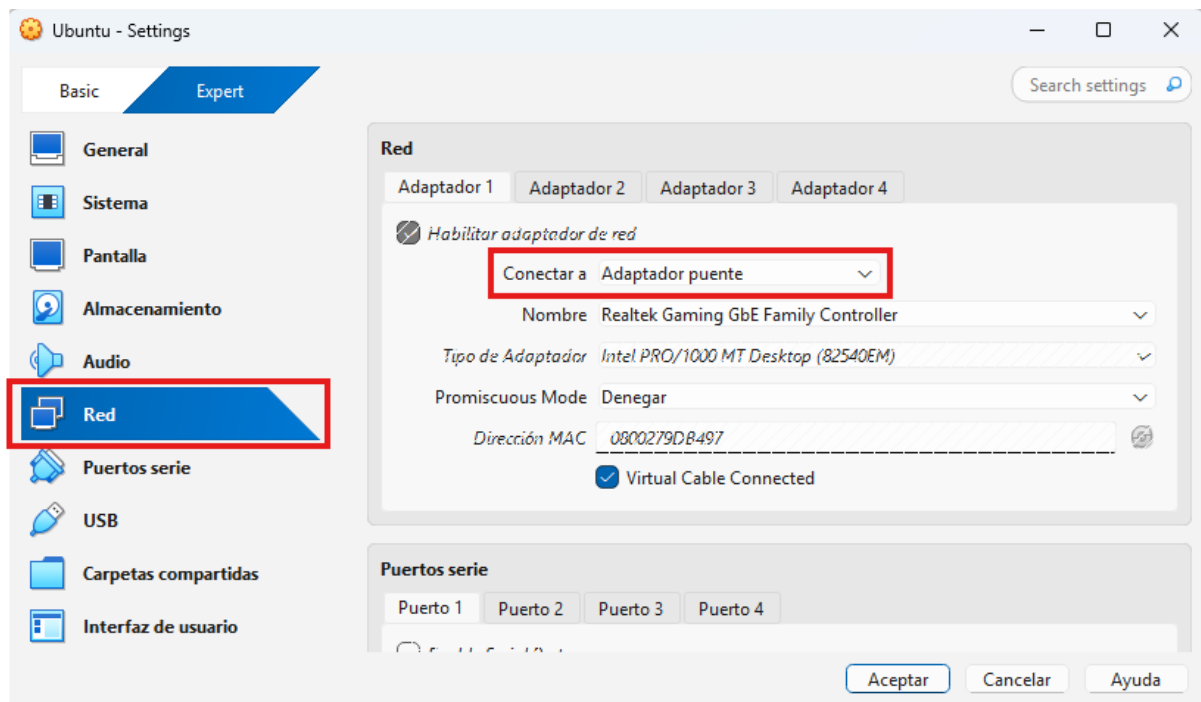 Ubuntu - Settings
Basic
Expert
Search settings
General
Sistema
Pantalla
Almacenamiento
Audio
Red
Puertos serie
USB
Carpetas compartidas
Interfaz de usuario
Red
Adaptador 1 Adaptador 2 Adaptador 3 Adaptador 4
Habilitar adaptador de red
Conectar a Adaptador puente
Nombre Realtek Gaming GbE Family Controller
Tipo de Adaptador Intel PRO/1000 MT Desktop (82540EM)
Promiscuous Mode Denegar
Dirección MAC 0800279DB497
Virtual Cable Connected
Puertos serie
Puerto 1 Puerto 2 Puerto 3 Puerto 4
Aceptar Cancelar Ayuda